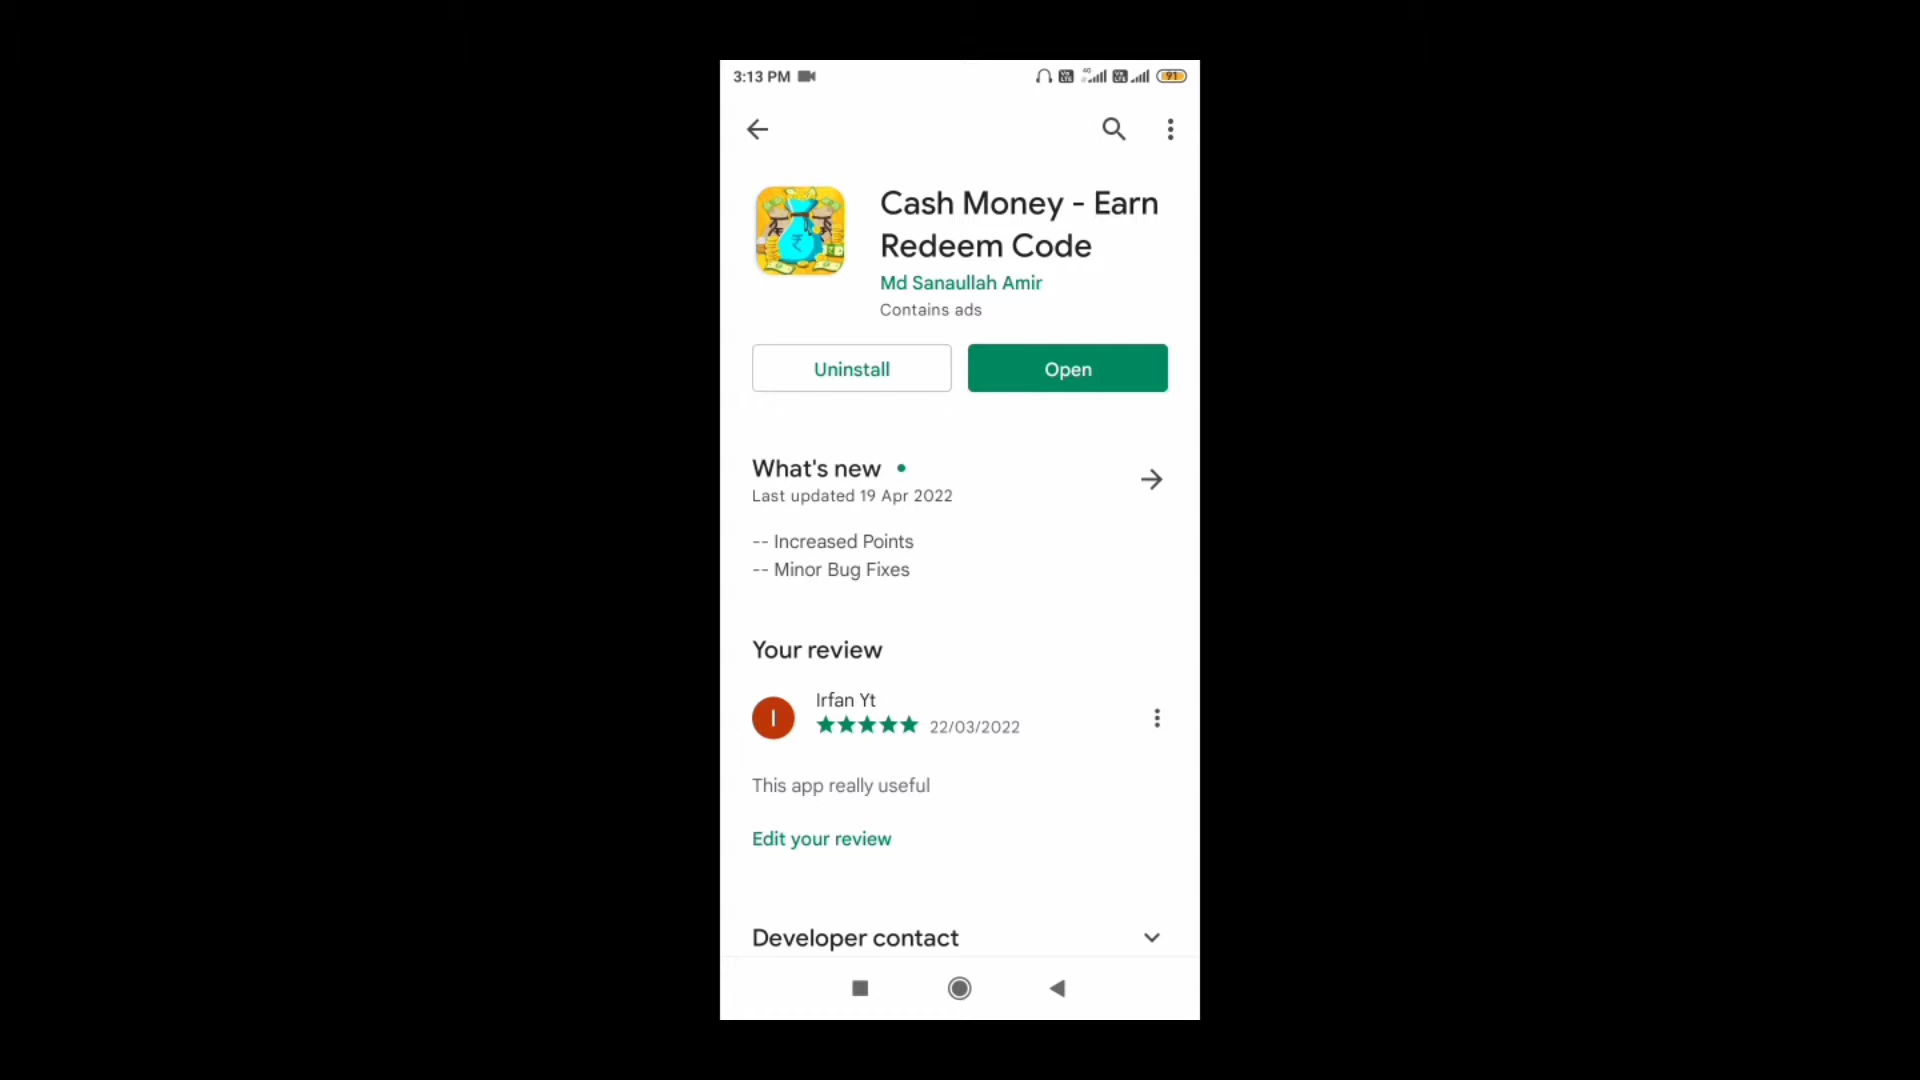 3:13 PM
91
Cash Money - Earn
Redeem Code
Md Sanaullah Amir
Contains ads
Uninstall
Open
What's new
Last updated 19 Apr 2022
-- Increased Points
-- Minor Bug Fixes
Your review
I
Irfan Yt
22/03/2022
This app really useful
Edit your review
Developer contact